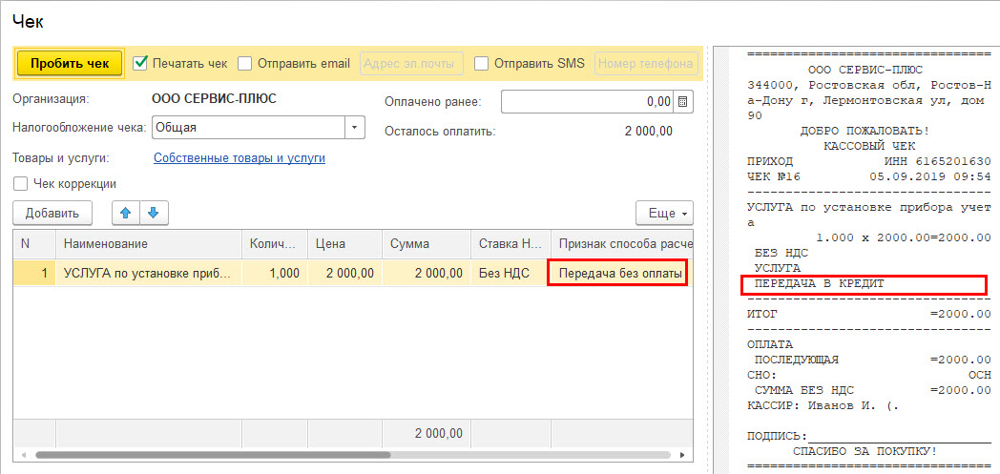 Чек
Пробить чек
Печатать чек
Отправить email
Адрес эл.почты
Отправить SMS
Номер телефона
Организация:
ООО СЕРВИС-ПЛЮС
Оплачено ранее:
0,00
Налогообложение чека:
Общая
Осталось оплатить:
2 000,00
Товары и услуги:
Собственные товары и услуги
Чек коррекции
Добавить
Еще
N Наименование Колич... Цена Сумма Ставка Н... Признак способа расче
1 УСЛУГА по установке приб... 1,000 2 000,00 2 000,00 Без НДС Передача без оплаты
2 000,00
ООО СЕРВИС-ПЛЮС
344000, Ростовская обл, Ростов-Н
а-Дону г, Лермонтовская ул, дом
90
ДОБРО ПОЖАЛОВАТЬ!
КАССОВЫЙ ЧЕК
ПРИХОД ИНН 6165201630
ЧЕК №16 05.09.2019 09:54
УСЛУГА по установке прибора учет
а
1.000 x 2000.00=2000.00
БЕЗ НДС
УСЛУГА
ПЕРЕДАЧА В КРЕДИТ
ИТОГ =2000.00
ОПЛАТА
ПОСЛЕДУЮЩАЯ =2000.00
СНО: ОСН
СУММА БЕЗ НДС =2000.00
КАССИР: Иванов И. (.
ПОДПИСЬ:
СПАСИБО ЗА ПОКУПКУ!